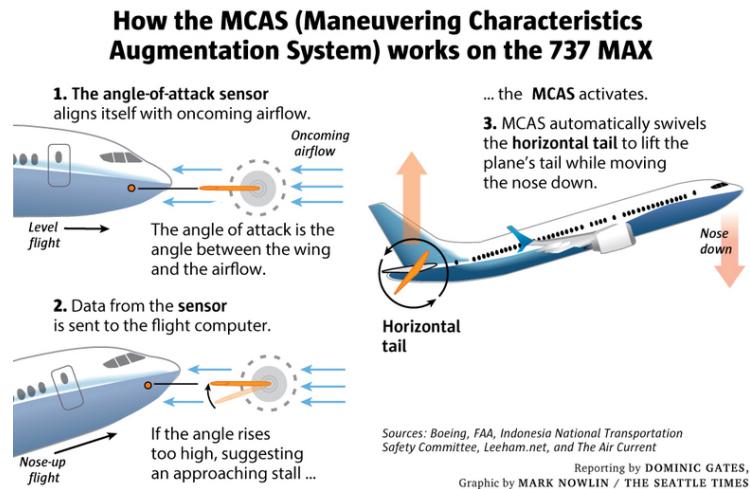 How the MCAS (Maneuvering Characteristics
Augmentation System) works on the 737 MAX
1. The angle-of-attack sensor
aligns itself with oncoming airflow.
Oncoming
airflow
Level
flight
The angle of attack is the
angle between the wing
and the airflow.
2. Data from the sensor
is sent to the flight computer.
Nose-up
flight
If the angle rises
too high, suggesting
an approaching stall ...
... the MCAS activates.
3. MCAS automatically swivels
the horizontal tail to lift the
plane's tail while moving
the nose down.
Nose
down
Horizontal
tail
Sources: Boeing, FAA, Indonesia National Transportation
Safety Committee, Leeham.net, and The Air Current
Reporting by DOMINIC GATES,
Graphic by MARK NOWLIN / THE SEATTLE TIMES